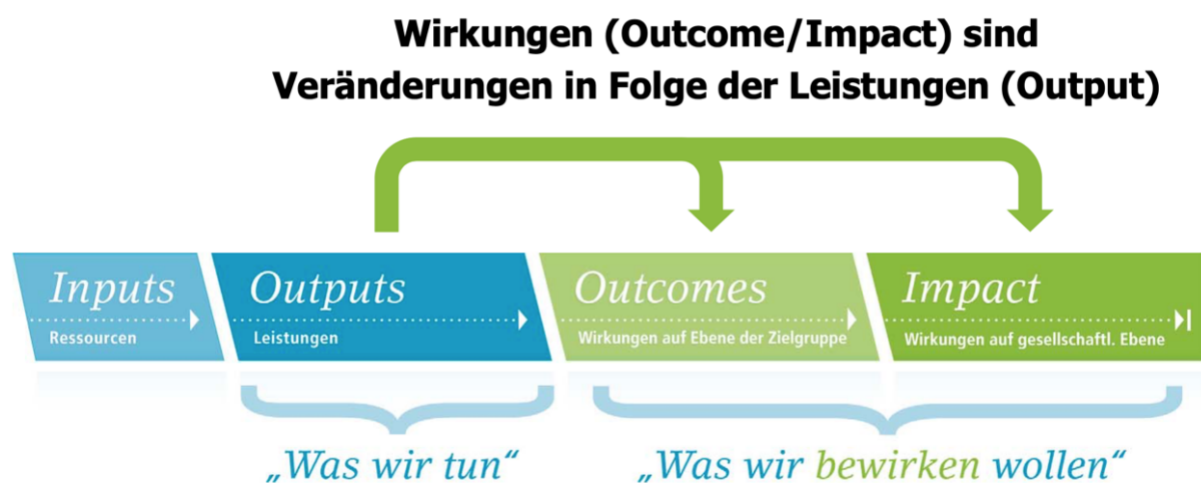 Wirkungen (Outcome/Impact) sind
Veränderungen in Folge der Leistungen (Output)
Inputs
Ressourcen
Outputs
Leistungen
Outcomes
Wirkungen auf Ebene der Zielgruppe
Impact
Wirkungen auf gesellschaftl. Ebene
„Was wir tun“
„Was wir bewirken wollen“